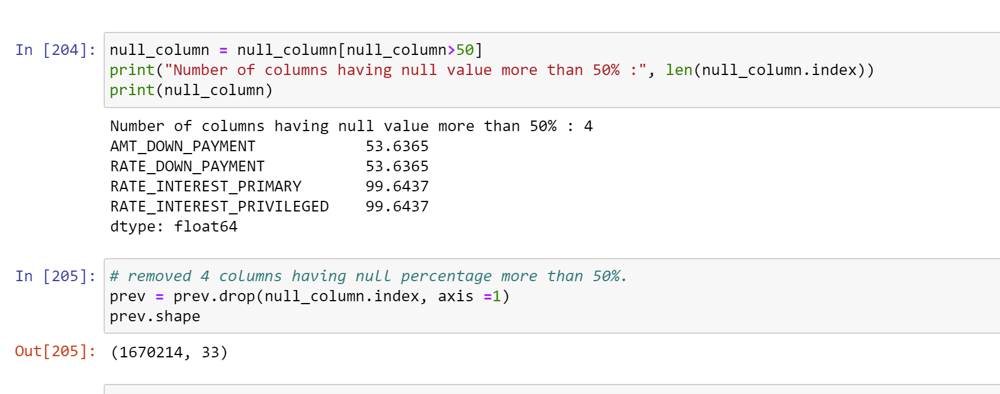 In [204]: null_column = null_column[null_column>50]
print("Number of columns having null value more than 50% :", len(null_column.index))
print(null_column)
Number of columns having null value more than 50% : 4
AMT_DOWN_PAYMENT            53.6365
RATE_DOWN_PAYMENT           53.6365
RATE_INTEREST_PRIMARY       99.6437
RATE_INTEREST_PRIVILEGED    99.6437
dtype: float64
In [205]: # removed 4 columns having null percentage more than 50%.
prev = prev.drop(null_column.index, axis =1)
prev.shape
Out[205]: (1670214, 33)